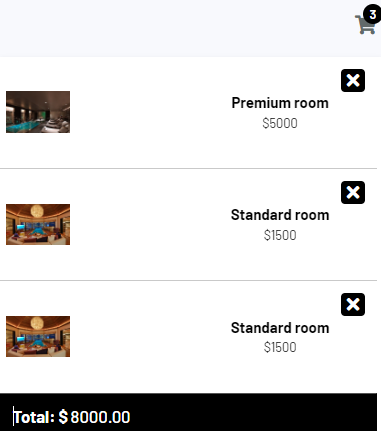 3
Premium room
$5000
Standard room
$1500
Standard room
$1500
Total: $ 8000.00